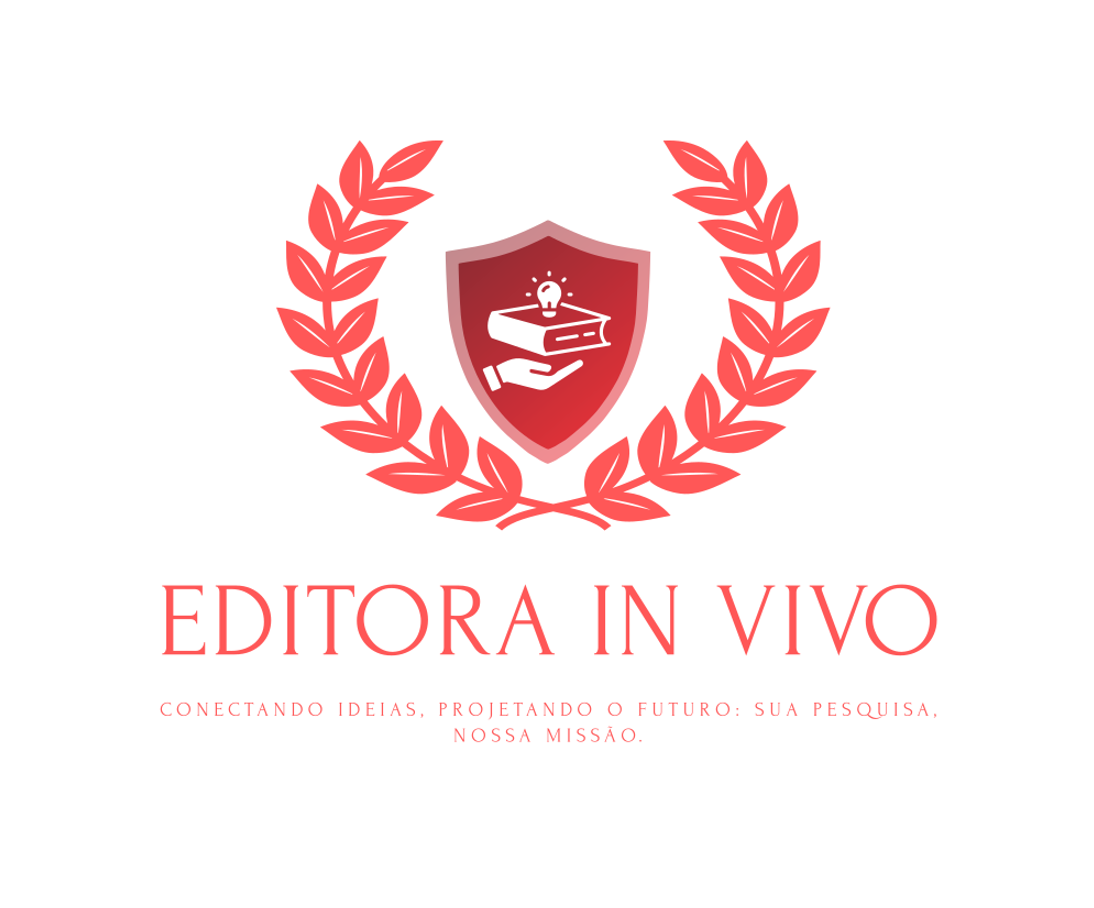 EDITORA IN VIVO
CONECTANDO IDEIAS, PROJETANDO O FUTURO: SUA PESQUISA,
NOSSA MISSÃO.